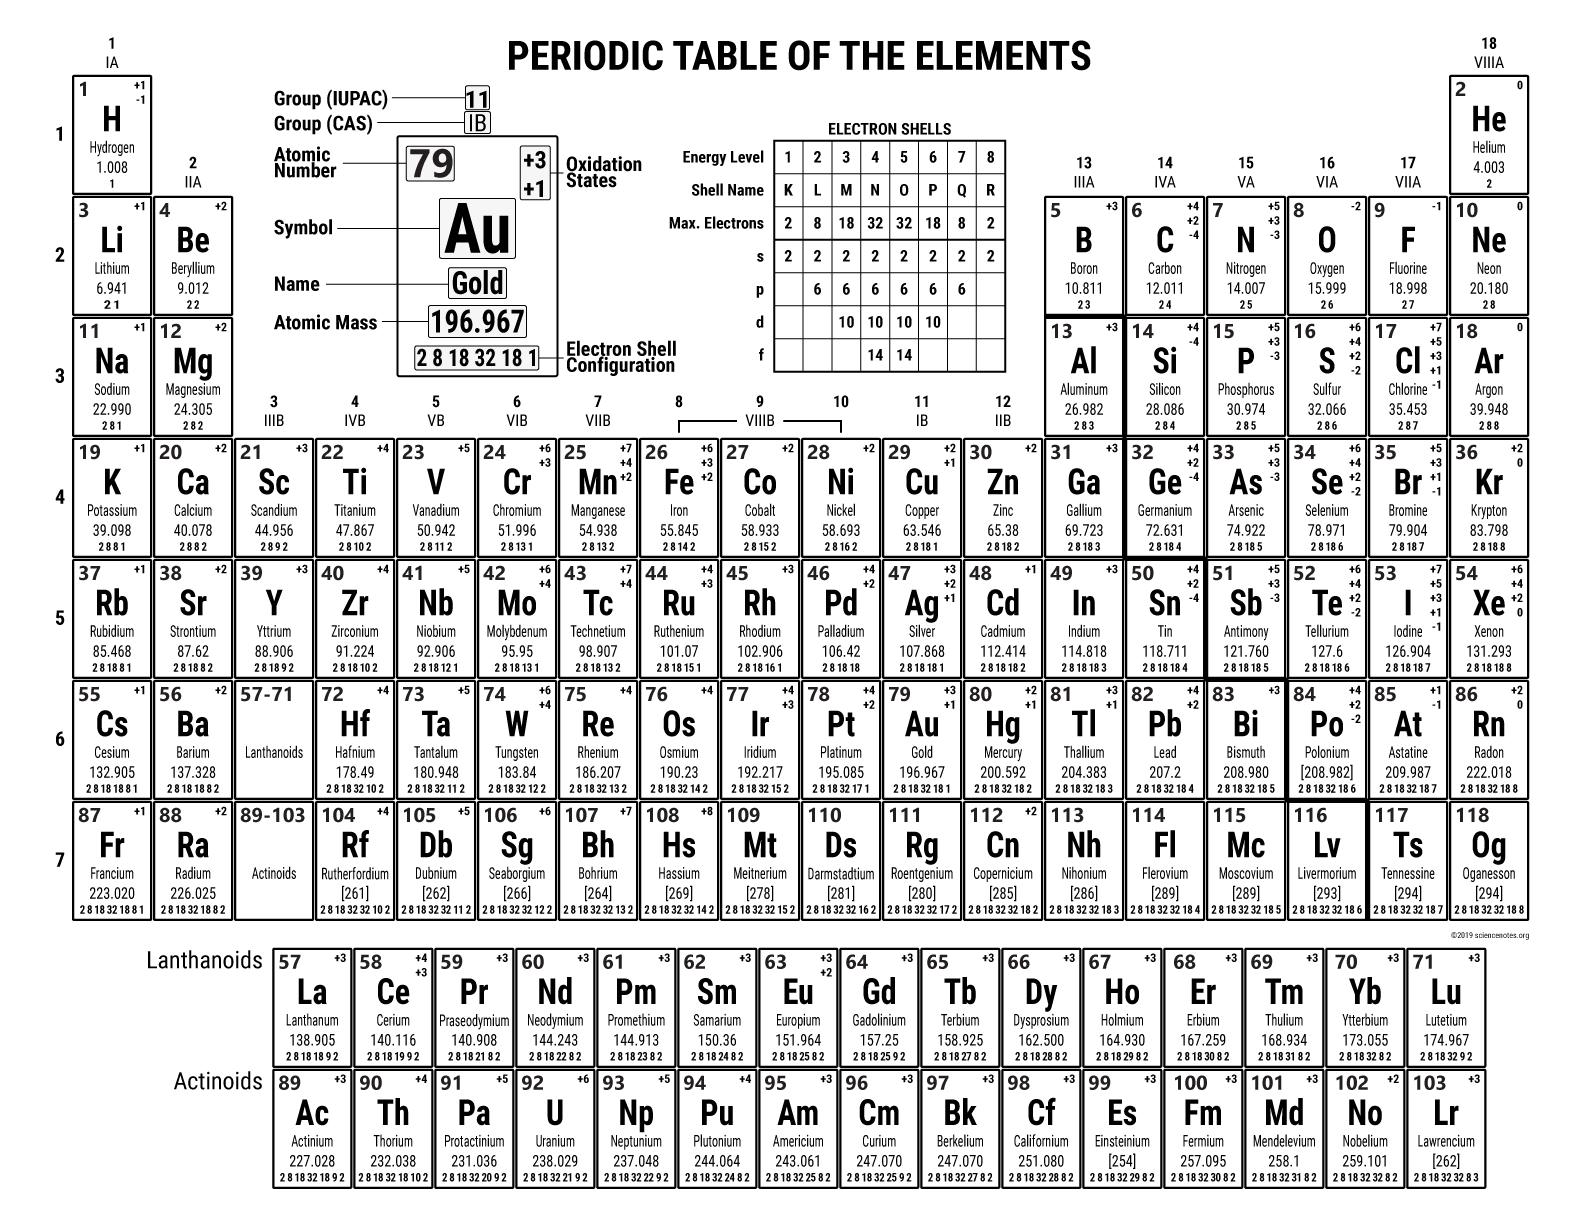 PERIODIC TABLE OF THE ELEMENTS
1
IA
18
VIIIA
Group (IUPAC) 11
Group (CAS) IB
Atomic
Number
79
+3
+1
Oxidation
States
Symbol
Au
Name
Gold
Atomic Mass
196.967
2 8 18 32 18 1
Electron Shell
Configuration
ELECTRON SHELLS
Energy Level 1 2 3 4 5 6 7 8
Shell Name K L M N O P Q R
Max. Electrons 2 8 18 32 32 18 8 2
s 2 2 2 2 2 2 2 2
p 6 6 6 6 6 6
d 10 10 10 10
f 14 14
2
IIA
13 14 15 16 17
IIIA IVA VA VIA VIIA
3 4 5 6 7 8 9 10 11 12
IIIB IVB VB VIB VIIB VIIIB IB IIB
1
1 +1 2 0
-1
H He
Hydrogen Helium
1.008 4.003
1 2
2
3 +1 4 +2 5 +3 6 +4 +2 -4 7 +5 +3 -3 8 -2 9 -1 10 0
Li Be B C N O F Ne
Lithium Beryllium Boron Carbon Nitrogen Oxygen Fluorine Neon
6.941 9.012 10.811 12.011 14.007 15.999 18.998 20.180
2 1 2 2 2 3 2 4 2 5 2 6 2 7 2 8
3
11 +1 12 +2 13 +3 14 +4 -4 15 +5 +3 -3 16 +6 +4 +2 -2 17 +7 +5 +3 +1 -1 18 0
Na Mg Al Si P S Cl Ar
Sodium Magnesium Aluminum Silicon Phosphorus Sulfur Chlorine Argon
22.990 24.305 26.982 28.086 30.974 32.066 35.453 39.948
2 8 1 2 8 2 2 8 3 2 8 4 2 8 5 2 8 6 2 8 7 2 8 8
4
19 +1 20 +2 21 +3 22 +4 23 +5 24 +6 +3 25 +7 +4 +2 26 +6 +3 +2 27 +2 28 +2 29 +2 +1 30 +2 31 +3 32 +4 +2 -4 33 +5 +3 -3 34 +6 +4 +2 -2 35 +5 +3 +1 -1 36 +2 0
K Ca Sc Ti V Cr Mn Fe Co Ni Cu Zn Ga Ge As Se Br Kr
Potassium Calcium Scandium Titanium Vanadium Chromium Manganese Iron Cobalt Nickel Copper Zinc Gallium Germanium Arsenic Selenium Bromine Krypton
39.098 40.078 44.956 47.867 50.942 51.996 54.938 55.845 58.933 58.693 63.546 65.38 69.723 72.631 74.922 78.971 79.904 83.798
2 8 8 1 2 8 8 2 2 8 9 2 2 8 10 2 2 8 11 2 2 8 13 1 2 8 13 2 2 8 14 2 2 8 15 2 2 8 16 2 2 8 18 1 2 8 18 2 2 8 18 3 2 8 18 4 2 8 18 5 2 8 18 6 2 8 18 7 2 8 18 8
5
37 +1 38 +2 39 +3 40 +4 41 +5 42 +6 +4 43 +7 +4 44 +4 +3 45 +3 46 +4 +2 47 +3 +2 +1 48 +1 49 +3 50 +4 +2 -4 51 +5 +3 -3 52 +6 +4 +2 -2 53 +7 +5 +3 +1 -1 54 +6 +4 +2 0
Rb Sr Y Zr Nb Mo Tc Ru Rh Pd Ag Cd In Sn Sb Te I Xe
Rubidium Strontium Yttrium Zirconium Niobium Molybdenum Technetium Ruthenium Rhodium Palladium Silver Cadmium Indium Tin Antimony Tellurium Iodine Xenon
85.468 87.62 88.906 91.224 92.906 95.95 98.907 101.07 102.906 106.42 107.868 112.414 114.818 118.711 121.760 127.6 126.904 131.293
2 8 18 8 1 2 8 18 8 2 2 8 18 9 2 2 8 18 10 2 2 8 18 12 1 2 8 18 13 1 2 8 18 13 2 2 8 18 15 1 2 8 18 16 1 2 8 18 18 2 8 18 18 1 2 8 18 18 2 2 8 18 18 3 2 8 18 18 4 2 8 18 18 5 2 8 18 18 6 2 8 18 18 7 2 8 18 18 8
6
55 +1 56 +2 57-71 72 +4 73 +5 74 +6 +4 75 +4 76 +4 77 +4 +3 78 +4 +2 79 +3 +1 80 +2 +1 81 +3 +1 82 +4 +2 83 +3 84 +4 +2 -2 85 +1 -1 86 +2 0
Cs Ba Hf Ta W Re Os Ir Pt Au Hg Tl Pb Bi Po At Rn
Cesium Barium Lanthanoids Hafnium Tantalum Tungsten Rhenium Osmium Iridium Platinum Gold Mercury Thallium Lead Bismuth Polonium Astatine Radon
132.905 137.328 178.49 180.948 183.84 186.207 190.23 192.217 195.085 196.967 200.592 204.383 207.2 208.980 [208.982] 209.987 222.018
2 8 18 18 8 1 2 8 18 18 8 2 2 8 18 32 10 2 2 8 18 32 11 2 2 8 18 32 12 2 2 8 18 32 13 2 2 8 18 32 14 2 2 8 18 32 15 2 2 8 18 32 17 1 2 8 18 32 18 1 2 8 18 32 18 2 2 8 18 32 18 3 2 8 18 32 18 4 2 8 18 32 18 5 2 8 18 32 18 6 2 8 18 32 18 7 2 8 18 32 18 8
7
87 +1 88 +2 89-103 104 +4 105 +5 106 +6 107 +7 108 +8 109 110 111 112 +2 113 114 115 116 117 118
Fr Ra Rf Db Sg Bh Hs Mt Ds Rg Cn Nh Fl Mc Lv Ts Og
Francium Radium Actinoids Rutherfordium Dubnium Seaborgium Bohrium Hassium Meitnerium Darmstadtium Roentgenium Copernicium Nihonium Flerovium Moscovium Livermorium Tennessine Oganesson
223.020 226.025 [261] [262] [266] [264] [269] [278] [281] [280] [285] [286] [289] [289] [293] [294] [294]
2 8 18 32 18 8 1 2 8 18 32 18 8 2 2 8 18 32 32 10 2 2 8 18 32 32 11 2 2 8 18 32 32 12 2 2 8 18 32 32 13 2 2 8 18 32 32 14 2 2 8 18 32 32 15 2 2 8 18 32 32 16 2 2 8 18 32 32 17 2 2 8 18 32 32 18 2 2 8 18 32 32 18 3 2 8 18 32 32 18 4 2 8 18 32 32 18 5 2 8 18 32 32 18 6 2 8 18 32 32 18 7 2 8 18 32 32 18 8
©2019 sciencenotes.org
Lanthanoids
57 +3 58 +4 +3 59 +3 60 +3 61 +3 62 +3 63 +3 +2 64 +3 65 +3 66 +3 67 +3 68 +3 69 +3 70 +3 71 +3
La Ce Pr Nd Pm Sm Eu Gd Tb Dy Ho Er Tm Yb Lu
Lanthanum Cerium Praseodymium Neodymium Promethium Samarium Europium Gadolinium Terbium Dysprosium Holmium Erbium Thulium Ytterbium Lutetium
138.905 140.116 140.908 144.243 144.913 150.36 151.964 157.25 158.925 162.500 164.930 167.259 168.934 173.055 174.967
2 8 18 18 9 2 2 8 18 19 9 2 2 8 18 21 8 2 2 8 18 22 8 2 2 8 18 23 8 2 2 8 18 24 8 2 2 8 18 25 8 2 2 8 18 25 9 2 2 8 18 27 8 2 2 8 18 28 8 2 2 8 18 29 8 2 2 8 18 30 8 2 2 8 18 31 8 2 2 8 18 32 8 2 2 8 18 32 9 2
Actinoids
89 +3 90 +4 91 +5 92 +6 93 +5 94 +4 95 +3 96 +3 97 +3 98 +3 99 +3 100 +3 101 +3 102 +2 103 +3
Ac Th Pa U Np Pu Am Cm Bk Cf Es Fm Md No Lr
Actinium Thorium Protactinium Uranium Neptunium Plutonium Americium Curium Berkelium Californium Einsteinium Fermium Mendelevium Nobelium Lawrencium
227.028 232.038 231.036 238.029 237.048 244.064 243.061 247.070 247.070 251.080 [254] 257.095 258.1 259.101 [262]
2 8 18 32 18 9 2 2 8 18 32 18 10 2 2 8 18 32 20 9 2 2 8 18 32 21 9 2 2 8 18 32 22 9 2 2 8 18 32 24 8 2 2 8 18 32 25 8 2 2 8 18 32 25 9 2 2 8 18 32 27 8 2 2 8 18 32 28 8 2 2 8 18 32 29 8 2 2 8 18 32 30 8 2 2 8 18 32 31 8 2 2 8 18 32 32 8 2 2 8 18 32 32 8 3